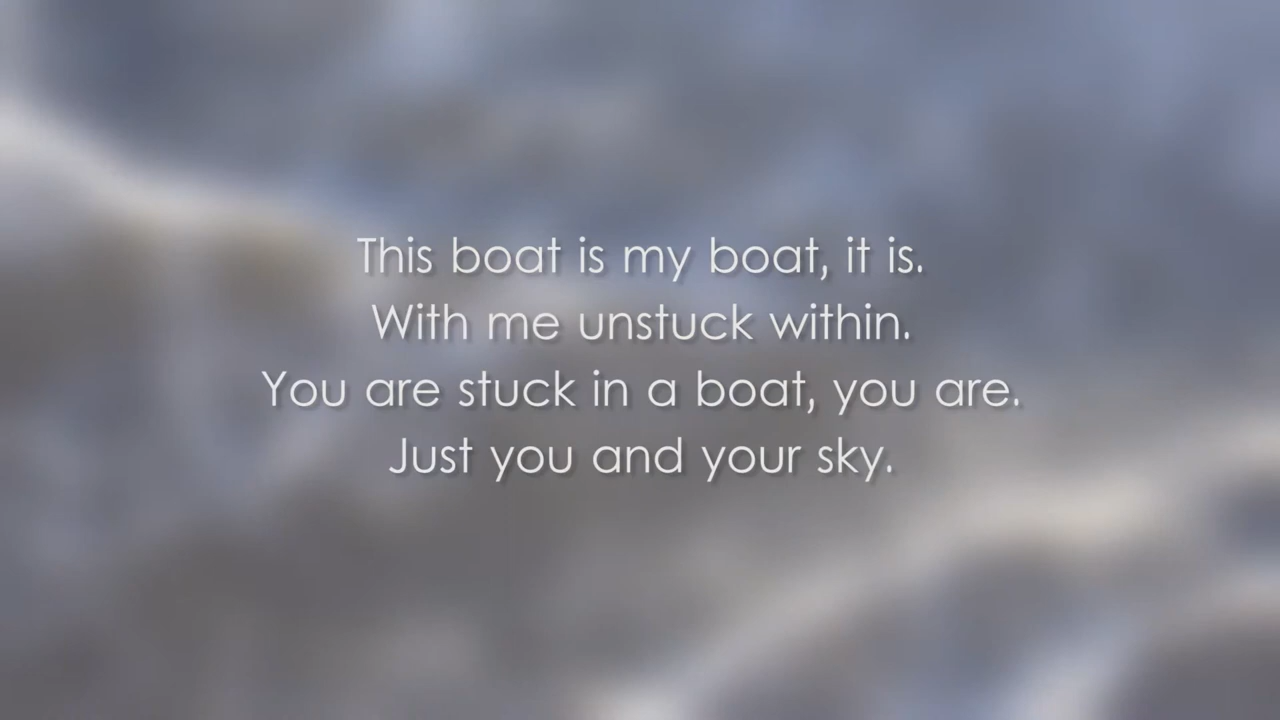 This boat is my boat, it is.
With me unstuck within.
You are stuck in a boat, you are.
Just you and your sky.